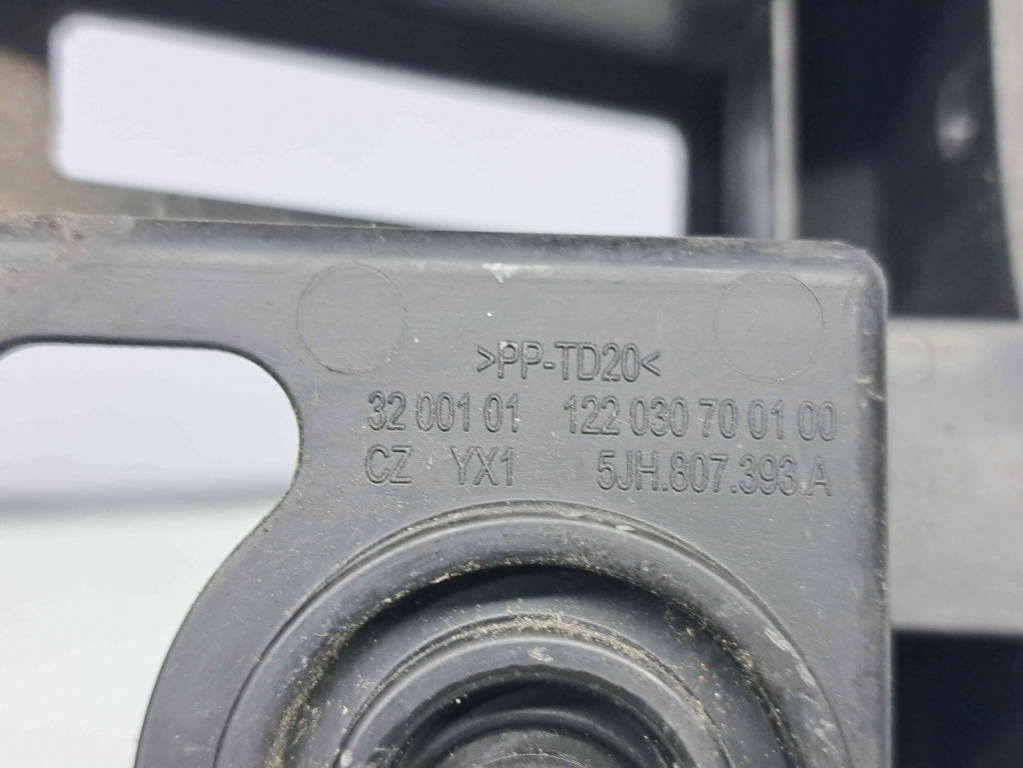 >PP-TD20<
32 001 01 122 030 70 01 00
CZ YX1 5JH.807.393.A